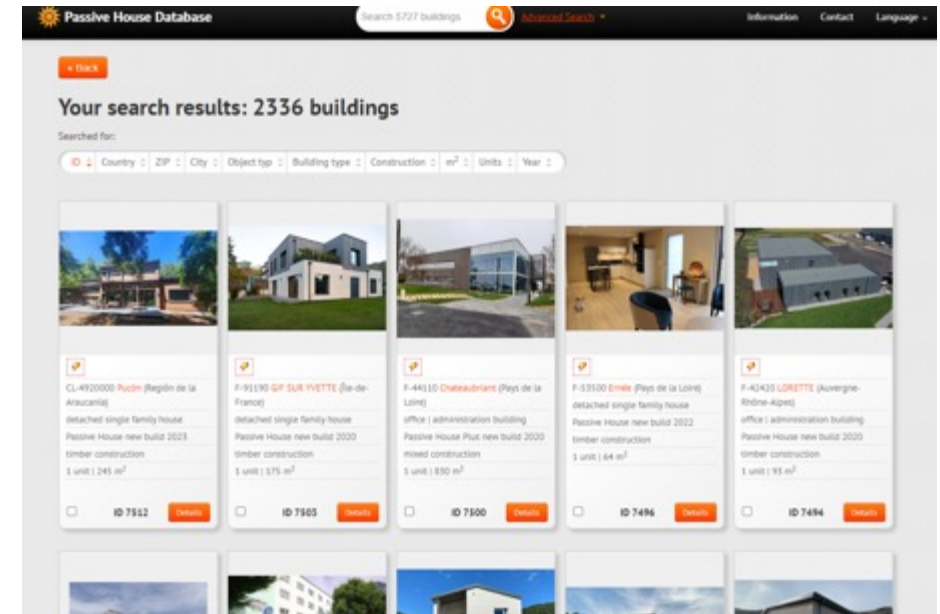 Passive House Database
Search 5727 buildings
Advanced Search
Information
Contact
Language
« Back
Your search results: 2336 buildings
Searched for:
ID
Country
ZIP
City
Object typ
Building type
Construction
m²
Units
Year
CL-4920000 Pucón (Región de la
Araucanía)
detached single family house
Passive House new build 2023
timber construction
1 unit | 245 m²
ID 7512
Details
F-91190 GIF SUR YVETTE (Île-de-
France)
detached single family house
Passive House new build 2020
timber construction
1 unit | 175 m²
ID 7503
Details
F-44110 Chateaubriant (Pays de la
Loire)
office | administration building
Passive House Plus new build 2020
mixed construction
1 unit | 830 m²
ID 7500
Details
F-53500 Ernée (Pays de la Loire)
detached single family house
Passive House new build 2022
timber construction
1 unit | 64 m²
ID 7496
Details
F-42420 LORETTE (Auvergne-
Rhône-Alpes)
office | administration building
Passive House new build 2020
timber construction
1 unit | 93 m²
ID 7494
Details